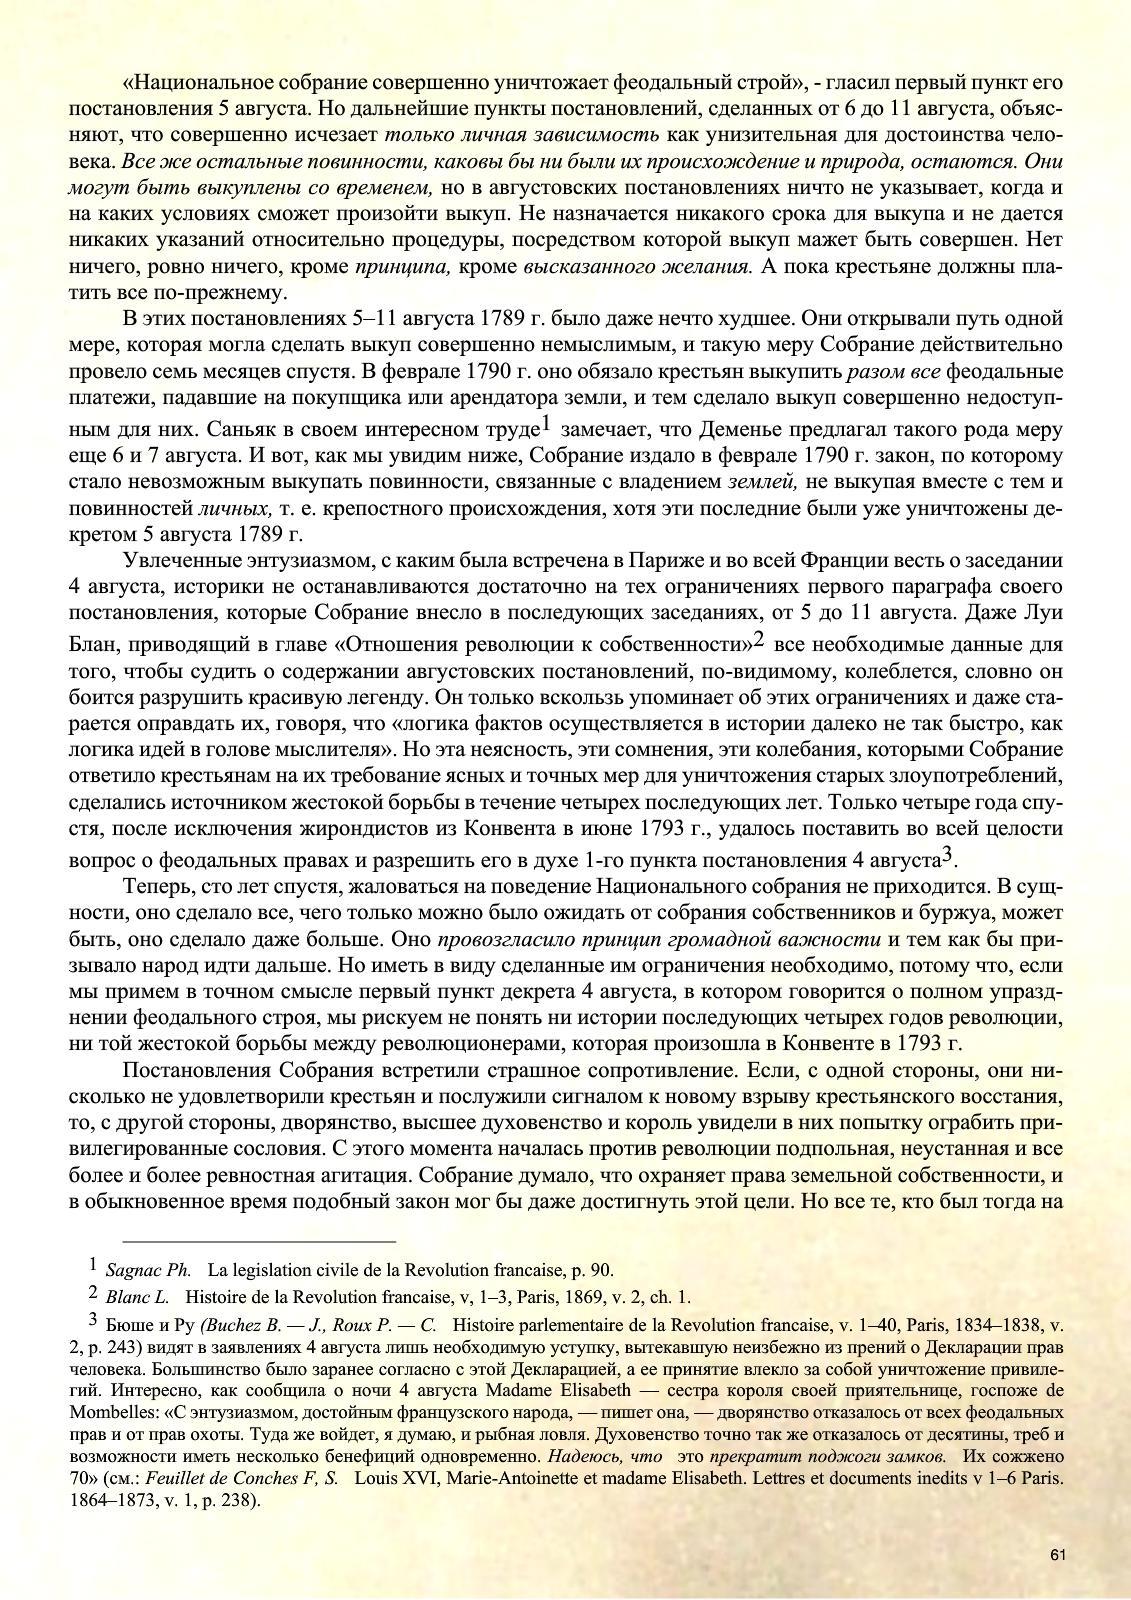 «Национальное собрание совершенно уничтожает феодальный строй», - гласил первый пункт его
постановления 5 августа. Но дальнейшие пункты постановлений, сделанных от 6 до 11 августа, объяс-
няют, что совершенно исчезает только личная зависимость как унизительная для достоинства чело-
века. Все же остальные повинности, каковы бы ни были их происхождение и природа, остаются. Они
могут быть выкуплены со временем, но в августовских постановлениях ничто не указывает, когда и
на каких условиях сможет произойти выкуп. Не назначается никакого срока для выкупа и не дается
никаких указаний относительно процедуры, посредством которой выкуп мажет быть совершен. Нет
ничего, ровно ничего, кроме принципа, кроме высказанного желания. А пока крестьяне должны пла-
тить все по-прежнему.
В этих постановлениях 5–11 августа 1789 г. было даже нечто худшее. Они открывали путь одной
мере, которая могла сделать выкуп совершенно немыслимым, и такую меру Собрание действительно
провело семь месяцев спустя. В феврале 1790 г. оно обязало крестьян выкупить разом все феодальные
платежи, падавшие на покупщика или арендатора земли, и тем сделало выкуп совершенно недоступ-
ным для них. Саньяк в своем интересном труде1 замечает, что Деменье предлагал такого рода меру
еще 6 и 7 августа. И вот, как мы увидим ниже, Собрание издало в феврале 1790 г. закон, по которому
стало невозможным выкупать повинности, связанные с владением землей, не выкупая вместе с тем и
повинностей личных, т. е. крепостного происхождения, хотя эти последние были уже уничтожены де-
кретом 5 августа 1789 г.
Увлеченные энтузиазмом, с каким была встречена в Париже и во всей Франции весть о заседании
4 августа, историки не останавливаются достаточно на тех ограничениях первого параграфа своего
постановления, которые Собрание внесло в последующих заседаниях, от 5 до 11 августа. Даже Луи
Блан, приводящий в главе «Отношения революции к собственности»2 все необходимые данные для
того, чтобы судить о содержании августовских постановлений, по-видимому, колеблется, словно он
боится разрушить красивую легенду. Он только вскользь упоминает об этих ограничениях и даже ста-
рается оправдать их, говоря, что «логика фактов осуществляется в истории далеко не так быстро, как
логика идей в голове мыслителя». Но эта неясность, эти сомнения, эти колебания, которыми Собрание
ответило крестьянам на их требование ясных и точных мер для уничтожения старых злоупотреблений,
сделались источником жестокой борьбы в течение четырех последующих лет. Только четыре года спу-
стя, после исключения жирондистов из Конвента в июне 1793 г., удалось поставить во всей целости
вопрос о феодальных правах и разрешить его в духе 1-го пункта постановления 4 августа3.
Теперь, сто лет спустя, жаловаться на поведение Национального собрания не приходится. В сущ-
ности, оно сделало все, чего только можно было ожидать от собрания собственников и буржуа, может
быть, оно сделало даже больше. Оно провозгласило принцип громадной важности и тем как бы при-
зывало народ идти дальше. Но иметь в виду сделанные им ограничения необходимо, потому что, если
мы примем в точном смысле первый пункт декрета 4 августа, в котором говорится о полном упразд-
нении феодального строя, мы рискуем не понять ни истории последующих четырех годов революции,
ни той жестокой борьбы между революционерами, которая произошла в Конвенте в 1793 г.
Постановления Собрания встретили страшное сопротивление. Если, с одной стороны, они ни-
сколько не удовлетворили крестьян и послужили сигналом к новому взрыву крестьянского восстания,
то, с другой стороны, дворянство, высшее духовенство и король увидели в них попытку ограбить при-
вилегированные сословия. С этого момента началась против революции подпольная, неустанная и все
более и более ревностная агитация. Собрание думало, что охраняет права земельной собственности, и
в обыкновенное время подобный закон мог бы даже достигнуть этой цели. Но все те, кто был тогда на
1 Sagnac Ph. La legislation civile de la Revolution francaise, p. 90.
2 Blanc L. Histoire de la Revolution francaise, v, 1–3, Paris, 1869, v. 2, ch. 1.
3 Бюше и Ру (Buchez B. — J., Roux P. — C. Histoire parlementaire de la Revolution francaise, v. 1–40, Paris, 1834–1838, v.
2, p. 243) видят в заявлениях 4 августа лишь необходимую уступку, вытекавшую неизбежно из прений о Декларации прав
человека. Большинство было заранее согласно с этой Декларацией, а ее принятие влекло за собой уничтожение привиле-
гий. Интересно, как сообщила о ночи 4 августа Madame Elisabeth — сестра короля своей приятельнице, госпоже de
Mombelles: «С энтузиазмом, достойным французского народа, — пишет она, — дворянство отказалось от всех феодальных
прав и от прав охоты. Туда же войдет, я думаю, и рыбная ловля. Духовенство точно так же отказалось от десятины, треб и
возможности иметь несколько бенефиций одновременно. Надеюсь, что это прекратит поджоги замков. Их сожжено
70» (см.: Feuillet de Conches F, S. Louis XVI, Marie-Antoinette et madame Elisabeth. Lettres et documents inedits v 1–6 Paris.
1864–1873, v. 1, p. 238).
61